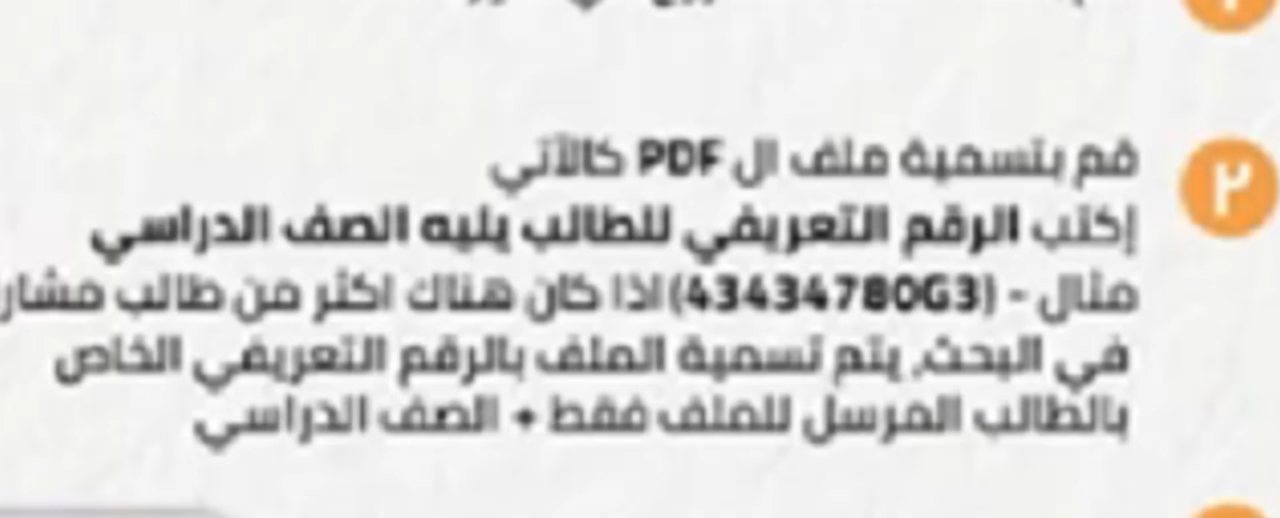 ٢
قم بتسمية ملف ال PDF كالآتي
إكتب الرقم التعريفي للطالب يليه الصف الدراسي
مثال - (43434780G3) اذا كان هناك اكثر من طالب مشار
في البحث, يتم تسمية الملف بالرقم التعريفي الخاص
بالطالب المرسل للملف فقط + الصف الدراسي